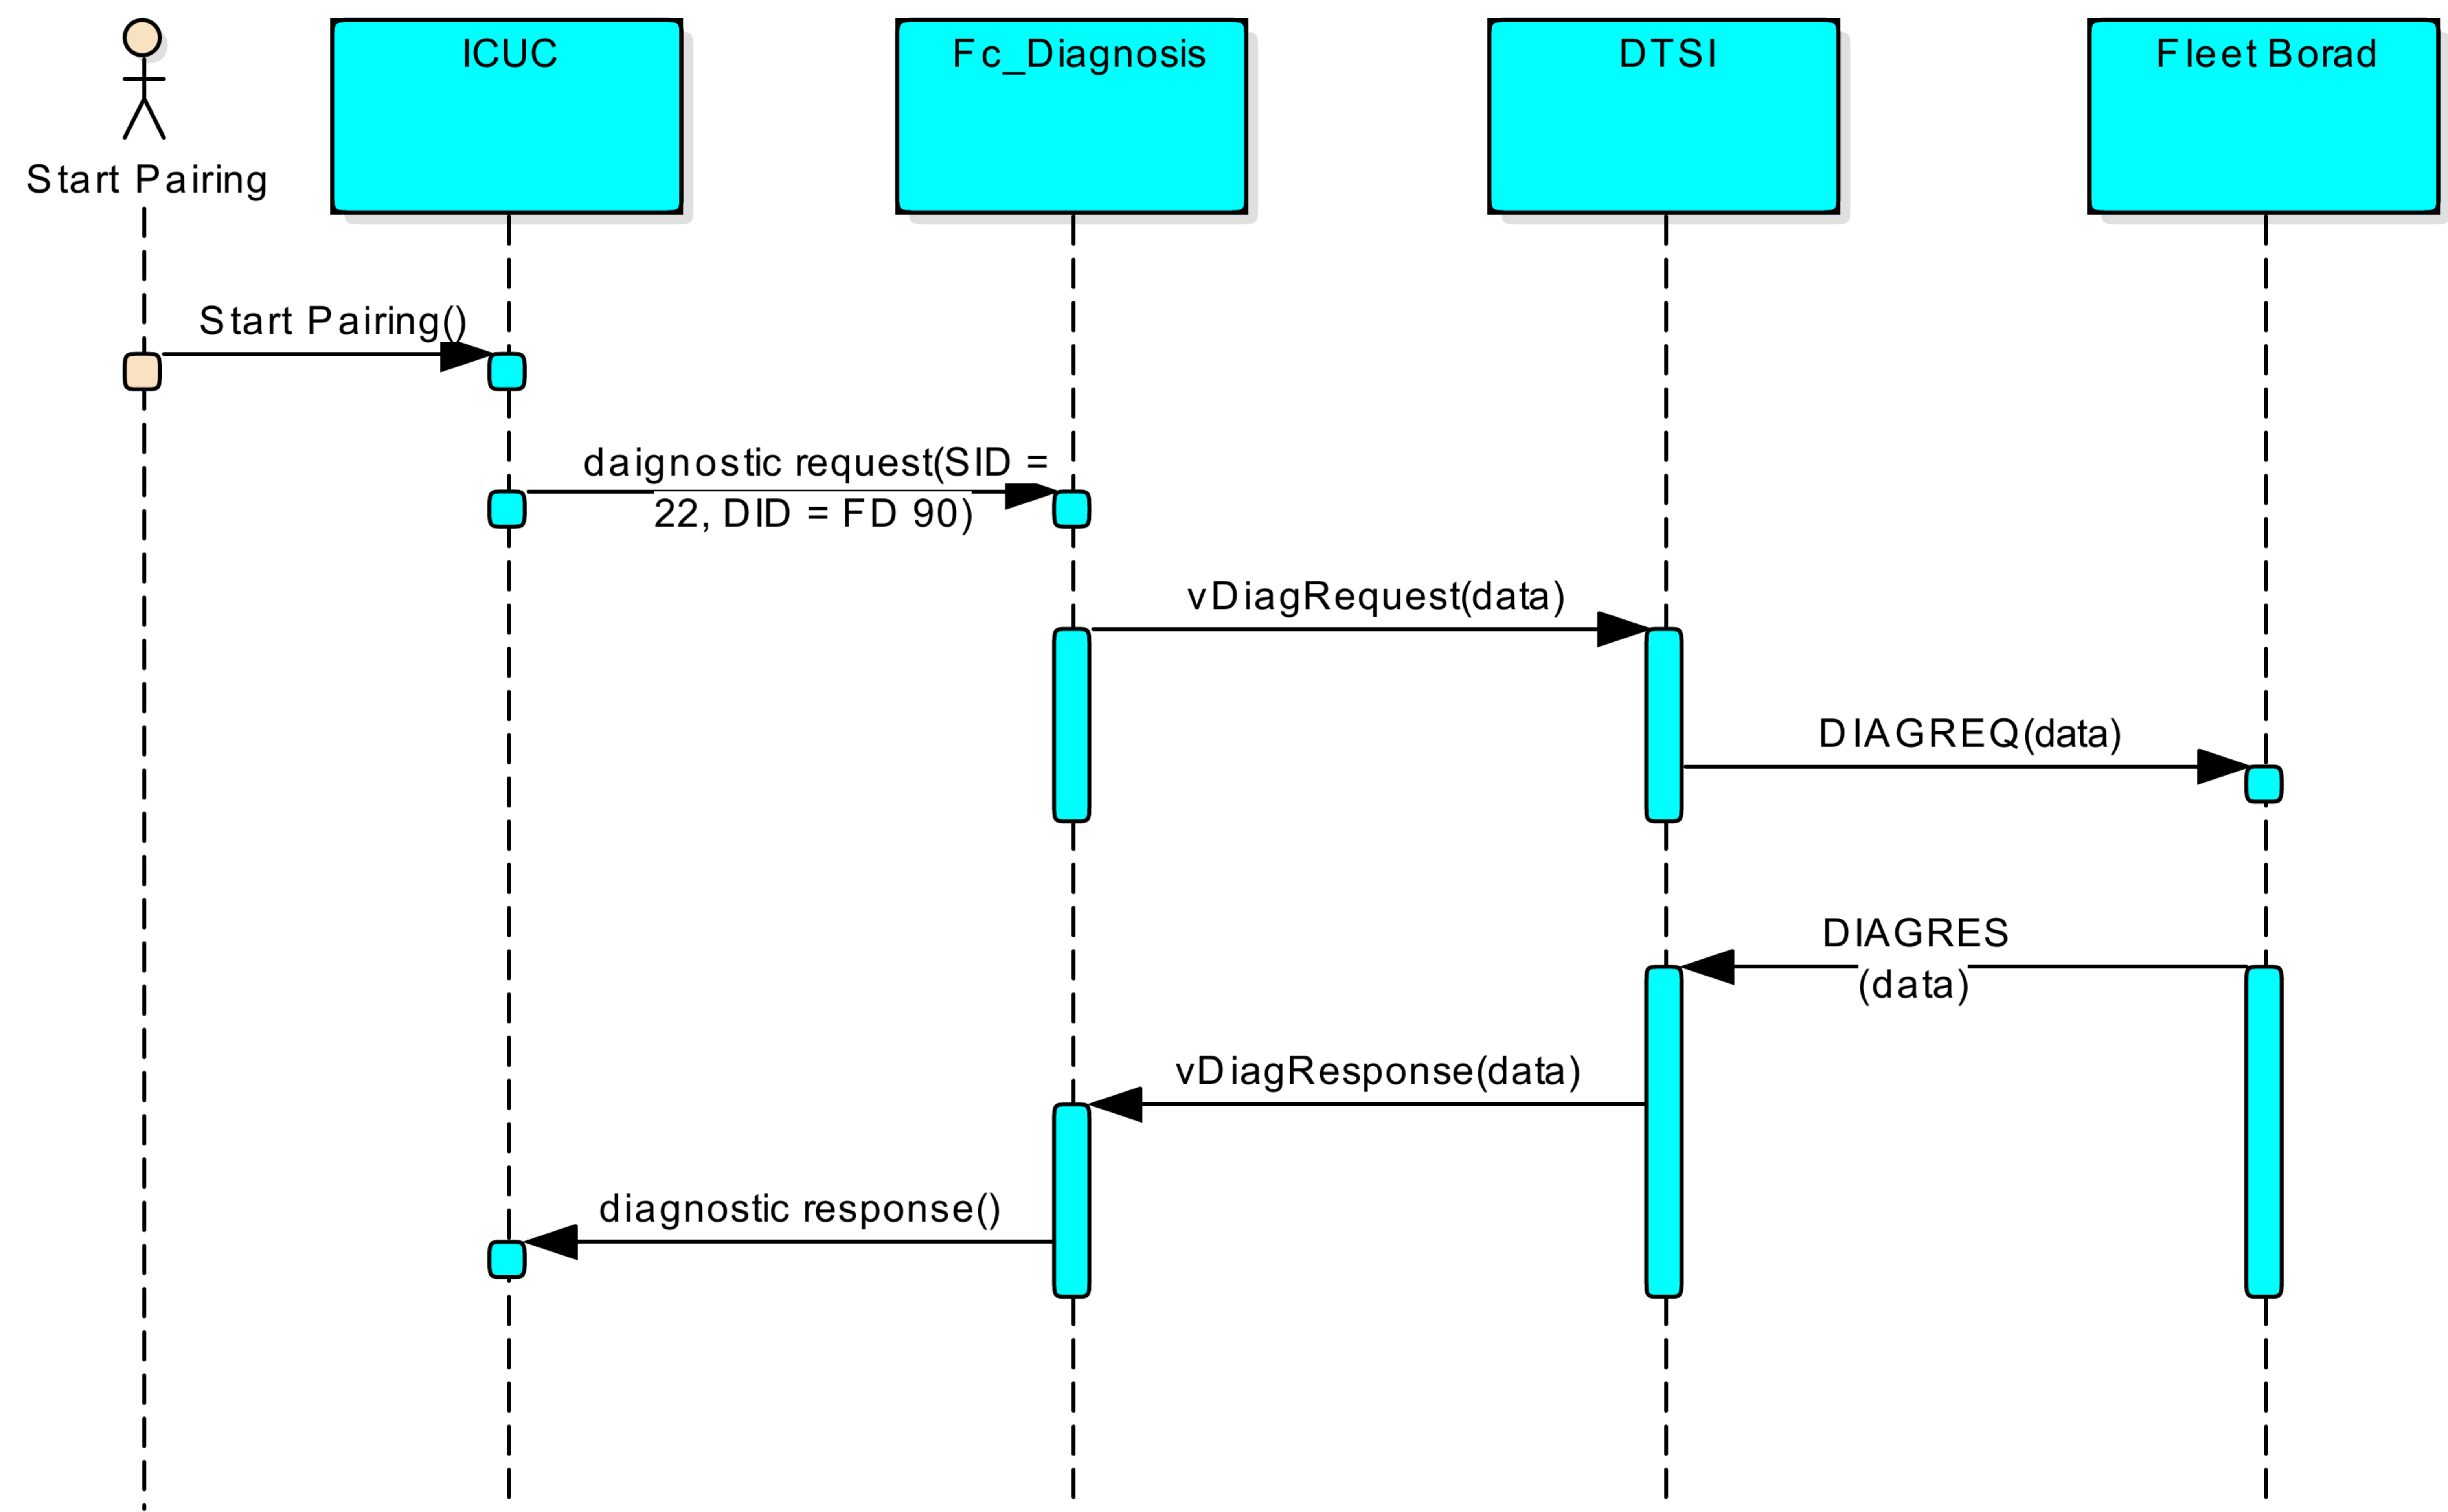 Start Pairing
ICUC
Fc_Diagnosis
DTSI
Fleet Borad
Start Pairing()
daignostic request(SID =
22, DID = FD 90)
vDiagRequest(data)
DIAGREQ(data)
DIAGRES
(data)
vDiagResponse(data)
diagnostic response()